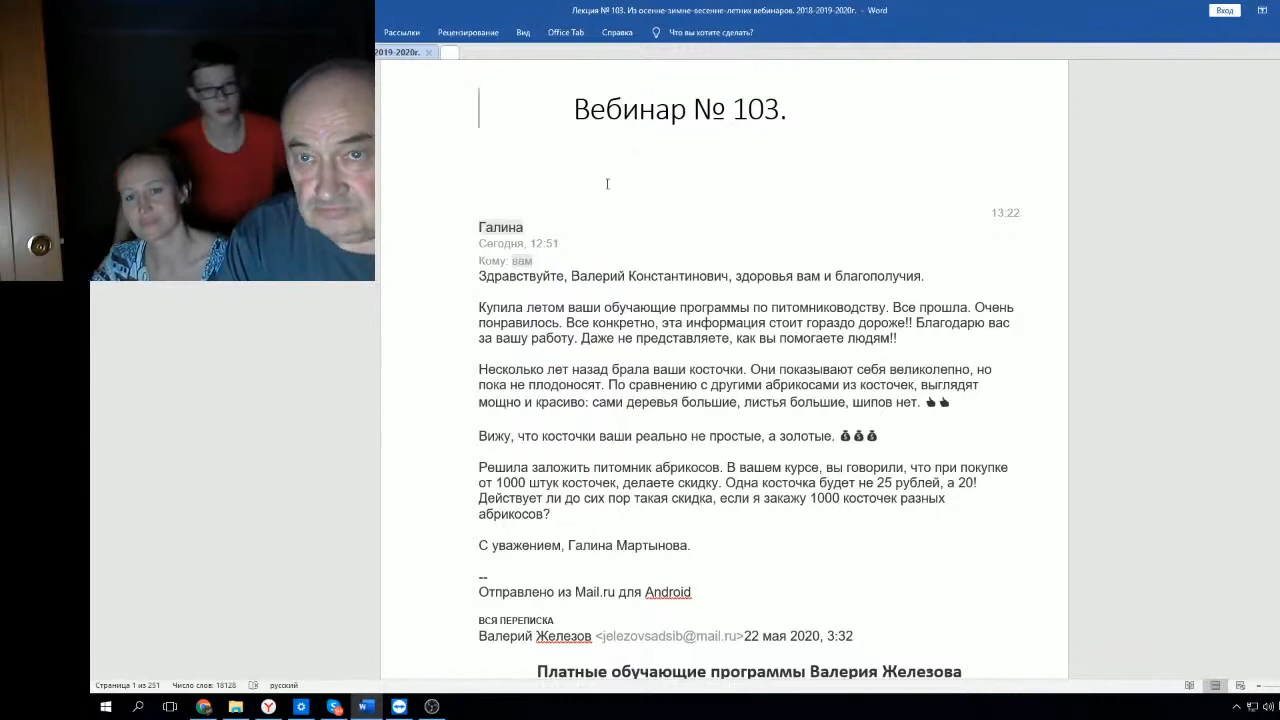 Лекция № 103. Из осенне-зимне-весенне-летних вебинаров. 2018-2019-2020г. - Word
Вход
Рассылки Рецензирование Вид Office Tab Справка Что вы хотите сделать?
2019-2020г.
Вебинар № 103.
13:22
Галина
Сегодня, 12:51
Кому: вам
Здравствуйте, Валерий Константинович, здоровья вам и благополучия.
Купила летом ваши обучающие программы по питомниководству. Все прошла. Очень
понравилось. Все конкретно, эта информация стоит гораздо дороже!! Благодарю вас
за вашу работу. Даже не представляете, как вы помогаете людям!!
Несколько лет назад брала ваши косточки. Они показывают себя великолепно, но
пока не плодоносят. По сравнению с другими абрикосами из косточек, выглядят
мощно и красиво: сами деревья большие, листья большие, шипов нет.
Вижу, что косточки ваши реально не простые, а золотые.
Решила заложить питомник абрикосов. В вашем курсе, вы говорили, что при покупке
от 1000 штук косточек, делаете скидку. Одна косточка будет не 25 рублей, а 20!
Действует ли до сих пор такая скидка, если я закажу 1000 косточек разных
абрикосов?
С уважением, Галина Мартынова.
--
Отправлено из Mail.ru для Android
ВСЯ ПЕРЕПИСКА
Валерий Железов <jelezovsadsib@mail.ru>22 мая 2020, 3:32
Платные обучающие программы Валерия Железова
Страница 1 из 251 Число слов: 18128 русский